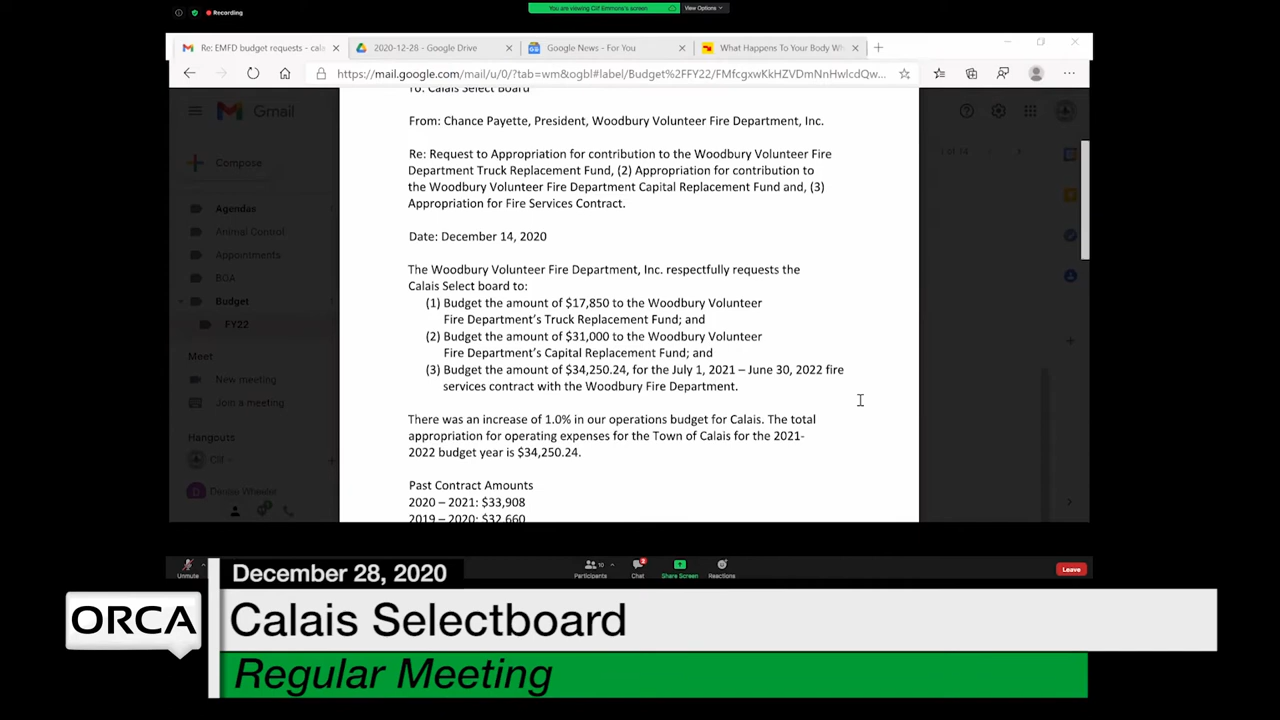 Recording
You are viewing Clif Emmons's screen
View Options
Re: EMFD budget requests - cala
2020-12-28 - Google Drive
Google News - For You
What Happens To Your Body Wh
https://mail.google.com/mail/u/0/?tab=wm&ogbl#label/Budget%2FFY22/FMfcgxwKkHZVDmNnHwlcdQw...
Gmail
Compose
Agendas
Animal Control
Appointments
BGA
Budget
FY22
Meet
New meeting
Join a meeting
Hangouts
Clif
Denise Wheeler
of 14
To: Calais Select Board
From: Chance Payette, President, Woodbury Volunteer Fire Department, Inc.
Re: Request to Appropriation for contribution to the Woodbury Volunteer Fire
Department Truck Replacement Fund, (2) Appropriation for contribution to
the Woodbury Volunteer Fire Department Capital Replacement Fund and, (3)
Appropriation for Fire Services Contract.
Date: December 14, 2020
The Woodbury Volunteer Fire Department, Inc. respectfully requests the
Calais Select board to:
(1) Budget the amount of $17,850 to the Woodbury Volunteer
Fire Department's Truck Replacement Fund; and
(2) Budget the amount of $31,000 to the Woodbury Volunteer
Fire Department's Capital Replacement Fund; and
(3) Budget the amount of $34,250.24, for the July 1, 2021 – June 30, 2022 fire
services contract with the Woodbury Fire Department.
There was an increase of 1.0% in our operations budget for Calais. The total
appropriation for operating expenses for the Town of Calais for the 2021-
2022 budget year is $34,250.24.
Past Contract Amounts
2020 – 2021: $33,908
2019 – 2020: $32,660
Unmute
Participants
10
Chat
Share Screen
Reactions
Leave
December 28, 2020
ORCA
Calais Selectboard
Regular Meeting